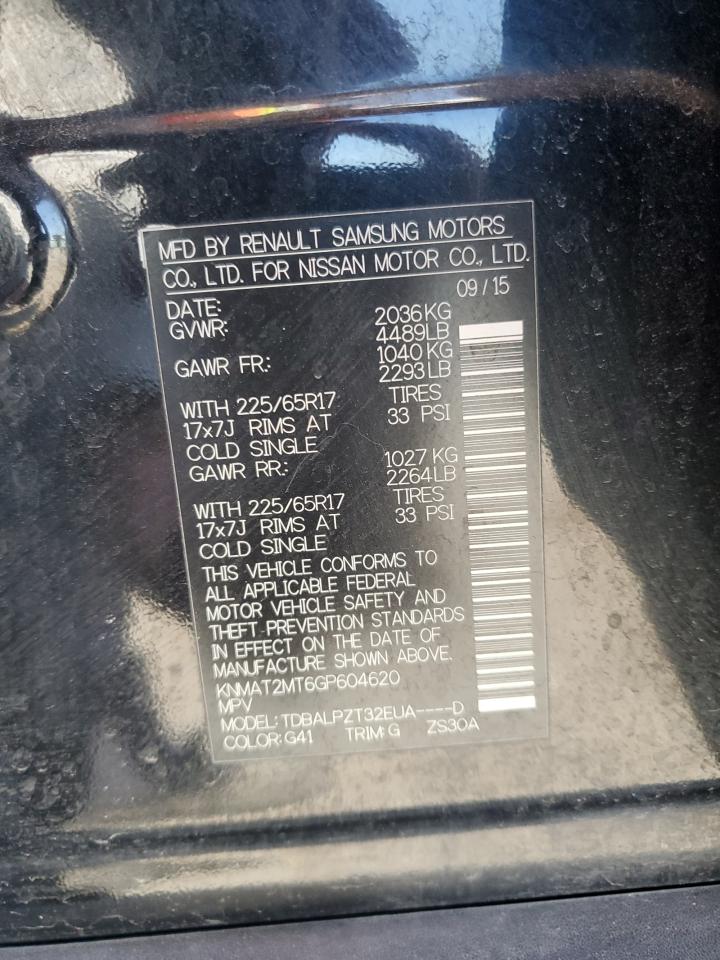 MFD BY RENAULT SAMSUNG MOTORS
CO., LTD. FOR NISSAN MOTOR CO., LTD.
DATE: 09/15
GVWR: 2036KG
4489LB
GAWR FR.: 1040KG
2293LB
WITH 225/65R17 TIRES
17x7J RIMS AT 33 PSI
COLD SINGLE
GAWR RR.: 1027KG
2264LB
WITH 225/65R17 TIRES
17x7J RIMS AT 33 PSI
COLD SINGLE
THIS VEHICLE CONFORMS TO
ALL APPLICABLE FEDERAL
MOTOR VEHICLE SAFETY AND
THEFT PREVENTION STANDARDS
IN EFFECT ON THE DATE OF
MANUFACTURE SHOWN ABOVE.
KNMAT2MT6GP604620
MPV
MODEL: TDBALPZT32EUA----D
COLOR: G41 TRIM: G ZS30A